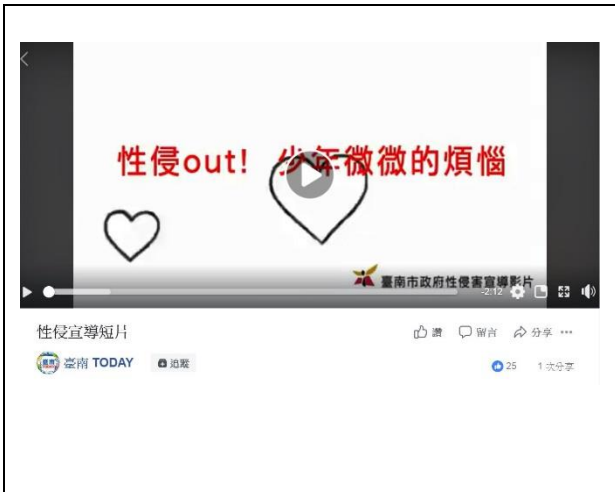 性侵out! 少年微微的煩惱
臺南市政府性侵害宣導影片
-2:12
性侵宣導短片
讚 留言 分享
臺南 TODAY 追蹤
25 1 次分享